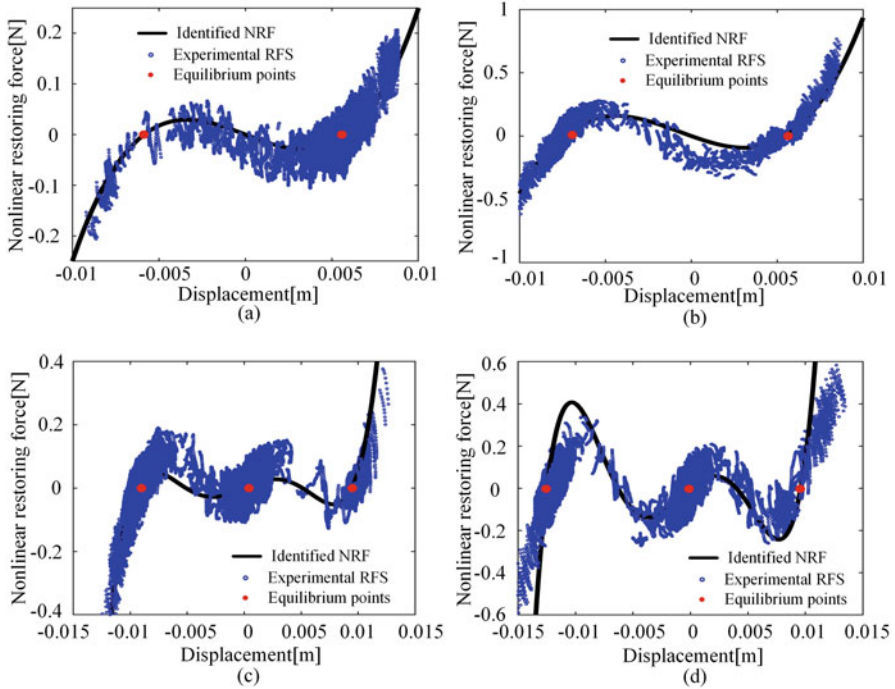 Nonlinear restoring force[N]
0.2
0.1
0
-0.1
-0.2
Identified NRF
Experimental RFS
Equilibrium points
-0.01 -0.005 0 0.005 0.01
Displacement[m]
(a)
Nonlinear restoring force[N]
1
0.5
0
-0.5
-1
Identified NRF
Experimental RFS
Equilibrium points
-0.01 -0.005 0 0.005 0.01
Displacement[m]
(b)
Nonlinear restoring force[N]
0.4
0.2
0
-0.2
-0.4
Identified NRF
Experimental RFS
Equilibrium points
-0.015 -0.01 -0.005 0 0.005 0.01 0.015
Displacement[m]
(c)
Nonlinear restoring force[N]
0.6
0.4
0.2
0
-0.2
-0.4
-0.6
Identified NRF
Experimental RFS
Equilibrium points
-0.015 -0.01 -0.005 0 0.005 0.01 0.015
Displacement[m]
(d)